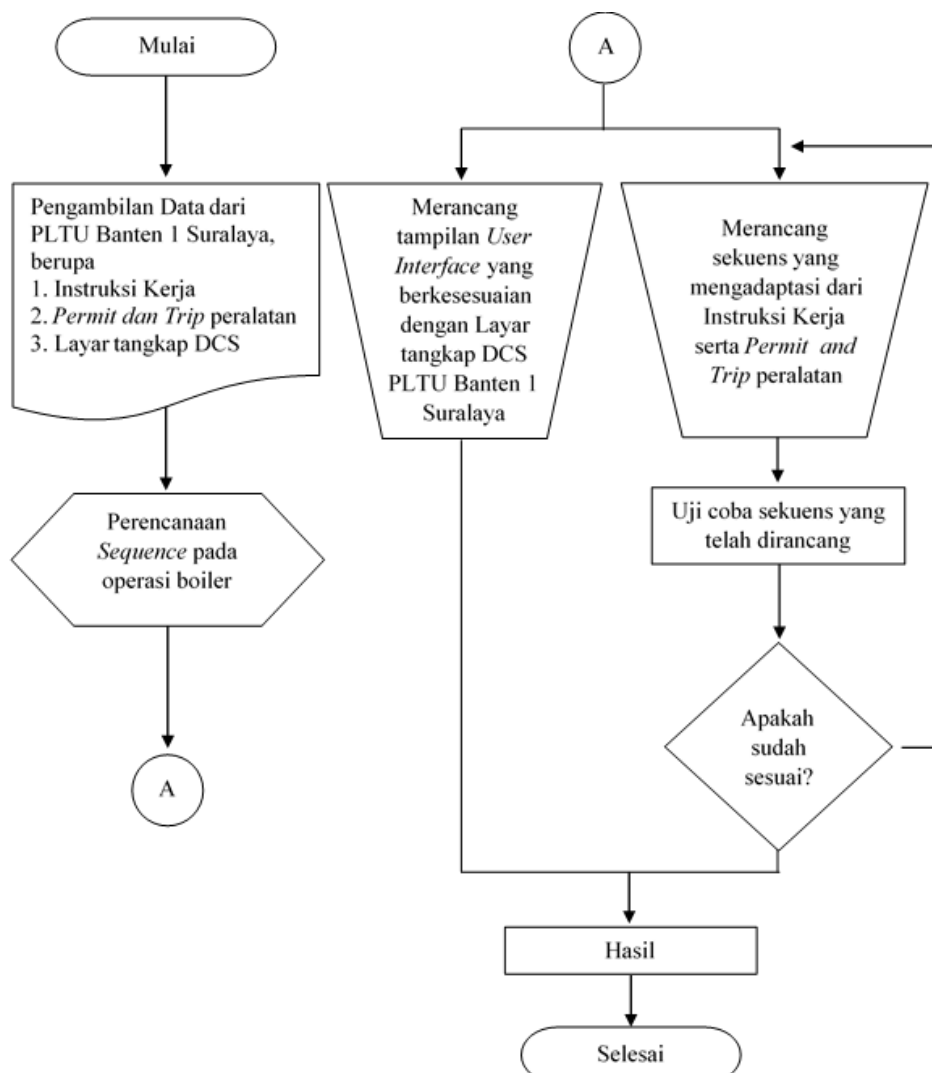 Mulai
Pengambilan Data dari
PLTU Banten 1 Suralaya,
berupa
1. Instruksi Kerja
2. Permit dan Trip peralatan
3. Layar tangkap DCS
Perencanaan
Sequence pada
operasi boiler
A
A
Merancang
tampilan User
Interface yang
berkesesuaian
dengan Layar
tangkap DCS
PLTU Banten 1
Suralaya
Merancang
sekuens yang
mengadaptasi dari
Instruksi Kerja
serta Permit and
Trip peralatan
Uji coba sekuens yang
telah dirancang
Apakah
sudah
sesuai?
Hasil
Selesai